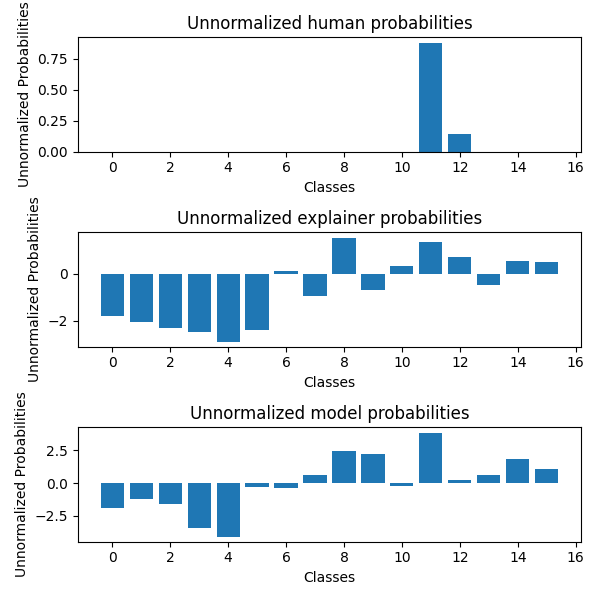 Unnormalized human probabilities
Unnormalized Probabilities
0.75
0.50
0.25
0.00
0 2 4 6 8 10 12 14 16
Classes
Unnormalized explainer probabilities
Unnormalized Probabilities
0
−2
0 2 4 6 8 10 12 14 16
Classes
Unnormalized model probabilities
Unnormalized Probabilities
2.5
0.0
−2.5
0 2 4 6 8 10 12 14 16
Classes